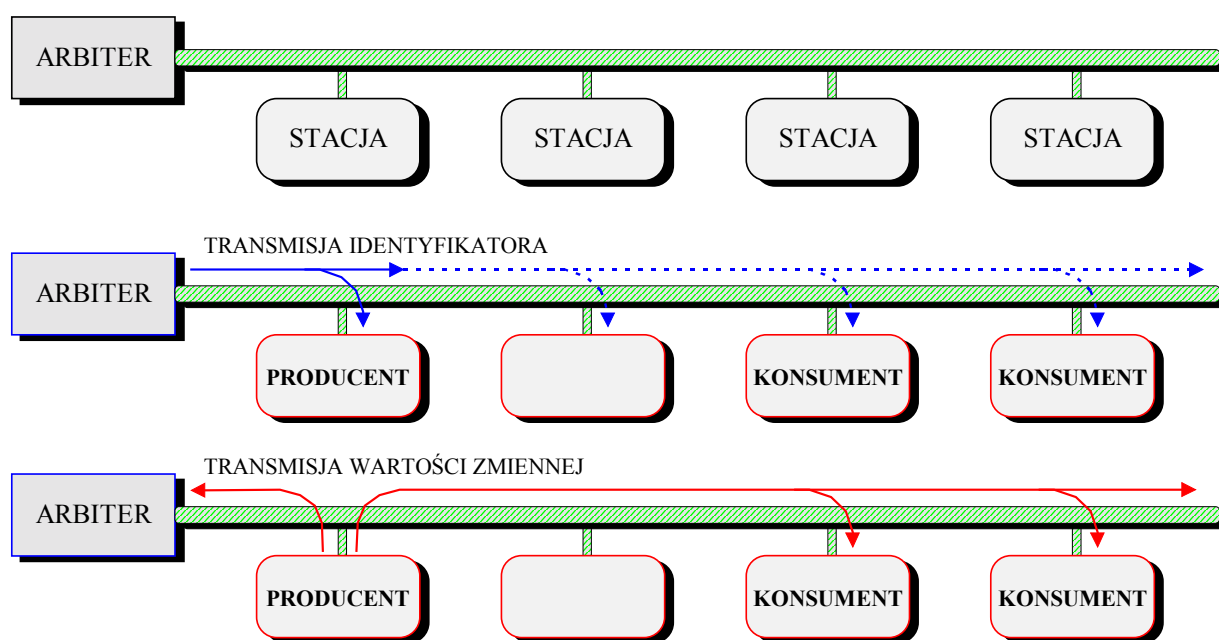 ARBITER
STACJA STACJA STACJA STACJA
TRANSMISJA IDENTYFIKATORA
ARBITER
PRODUCENT KONSUMENT KONSUMENT
TRANSMISJA WARTOŚCI ZMIENNEJ
ARBITER
PRODUCENT KONSUMENT KONSUMENT